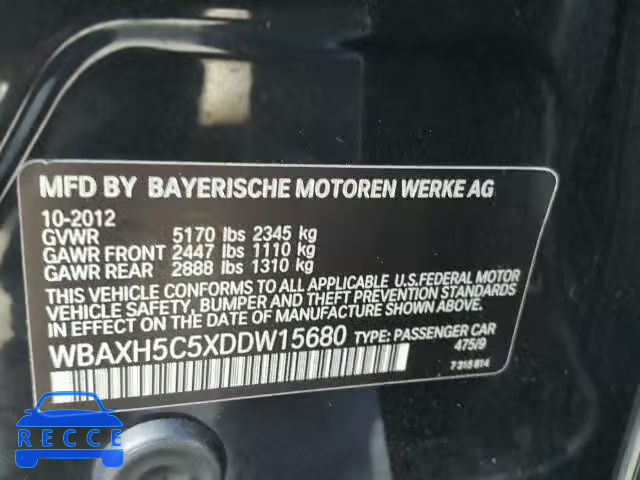 MFD BY BAYERISCHE MOTOREN WERKE AG
10-2012
GVWR 5170 lbs 2345 kg
GAWR FRONT 2447 lbs 1110 kg
GAWR REAR 2888 lbs 1310 kg
THIS VEHICLE CONFORMS TO ALL APPLICABLE U.S.FEDERAL MOTOR
VEHICLE SAFETY, BUMPER AND THEFT PREVENTION STANDARDS
IN EFFECT ON THE DATE OF MANUFACTURE SHOWN ABOVE.
WBAXH5C5XDDW15680 TYPE: PASSENGER CAR
475/9
7315814
RECCE